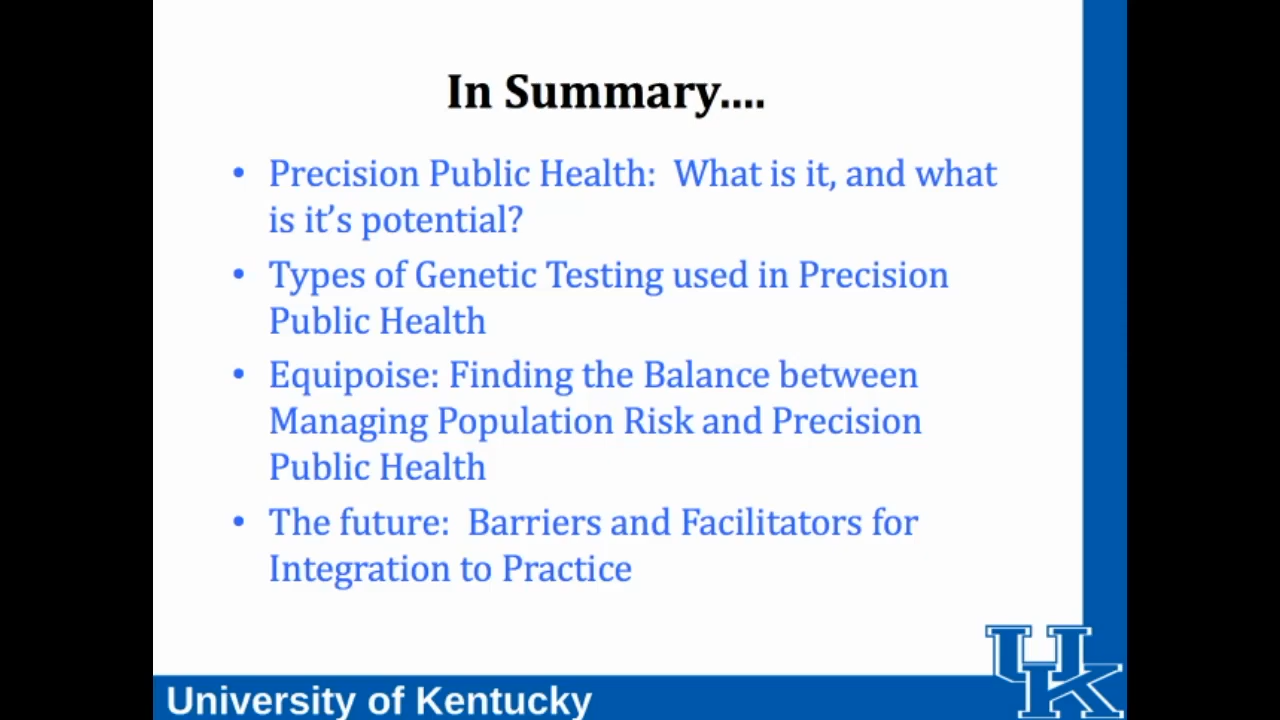 In Summary....
• Precision Public Health:  What is it, and what
is it’s potential?
• Types of Genetic Testing used in Precision
Public Health
• Equipoise: Finding the Balance between
Managing Population Risk and Precision
Public Health
• The future:  Barriers and Facilitators for
Integration to Practice
UK
University of Kentucky